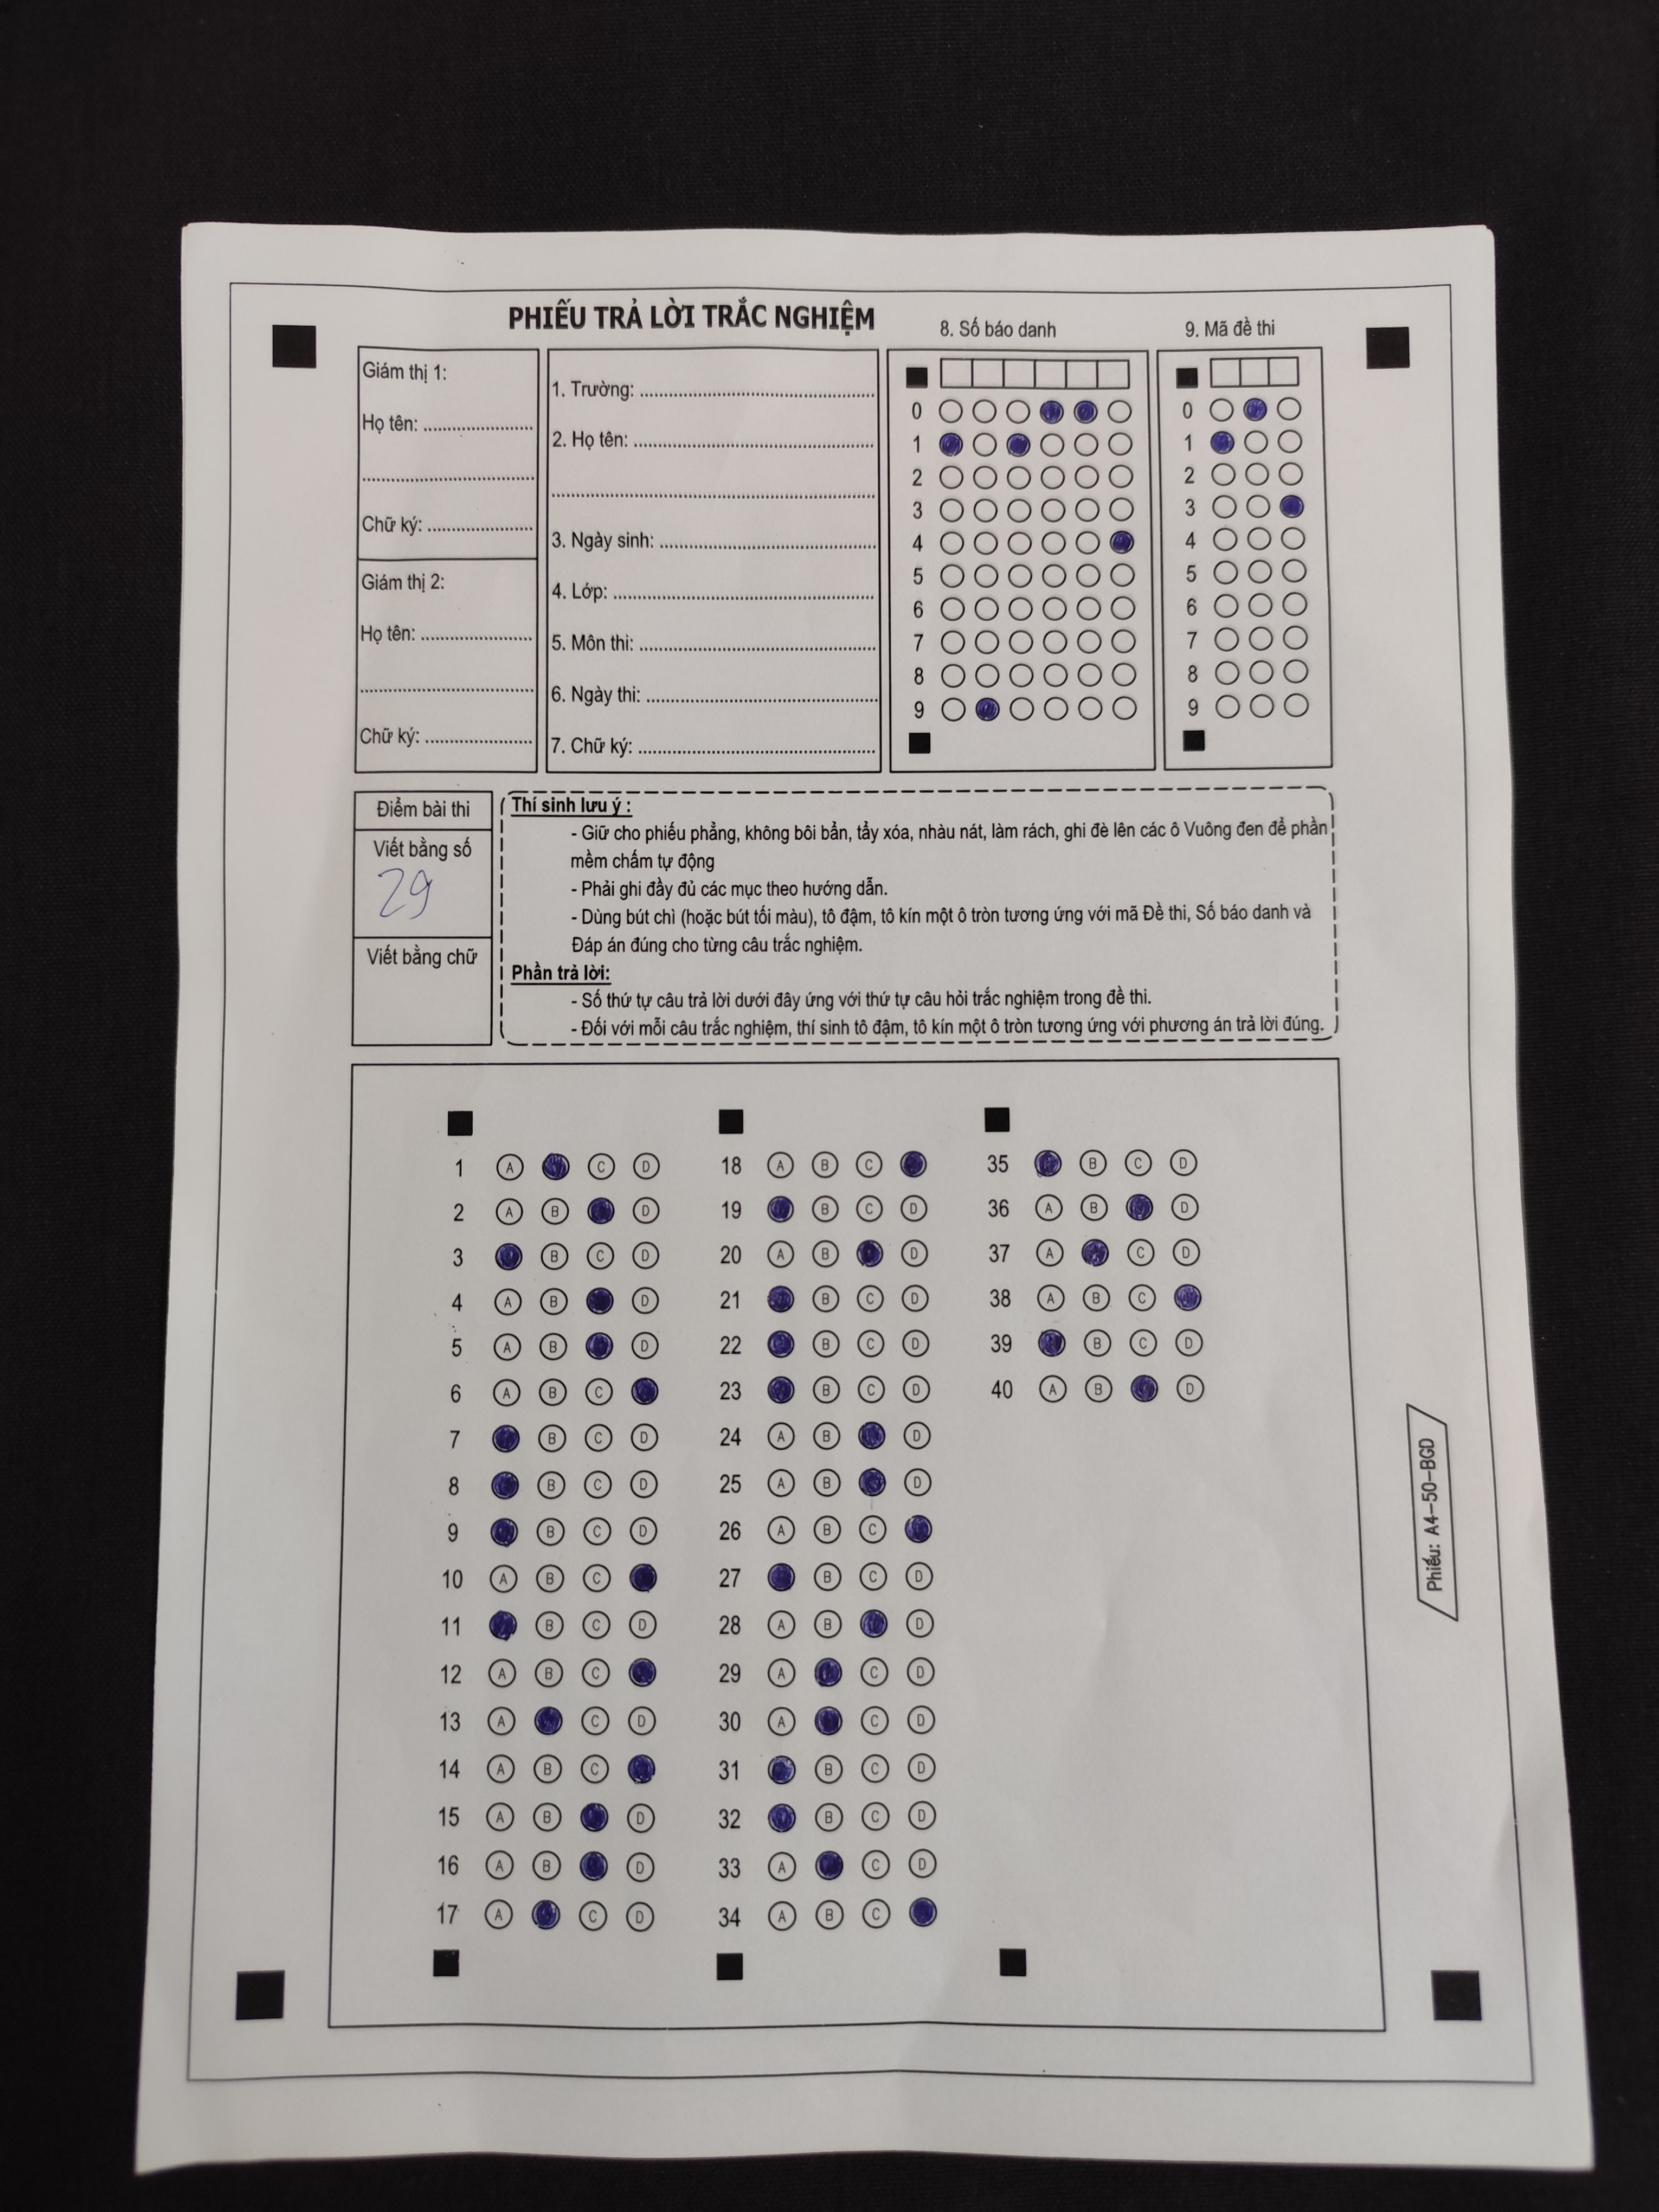 PHIẾU TRẢ LỜI TRẮC NGHIỆM
Giám thị 1:
Họ tên: ........................
........................................
Chữ ký: ........................
Giám thị 2:
Họ tên: ........................
........................................
Chữ ký: ........................
1. Trường: ........................................
2. Họ tên: ........................................
................................................................
3. Ngày sinh: ........................................
4. Lớp: ........................................
5. Môn thi: ........................................
6. Ngày thi: ........................................
7. Chữ ký: ........................................
8. Số báo danh
0
1
2
3
4
5
6
7
8
9
9. Mã đề thi
0
1
2
3
4
5
6
7
8
9
Điểm bài thi
Viết bằng số
29
Viết bằng chữ
Thí sinh lưu ý :
- Giữ cho phiếu phẳng, không bôi bẩn, tẩy xóa, nhàu nát, làm rách, ghi đè lên các ô Vuông đen để phần
mềm chấm tự động
- Phải ghi đầy đủ các mục theo hướng dẫn.
- Dùng bút chì (hoặc bút tối màu), tô đậm, tô kín một ô tròn tương ứng với mã Đề thi, Số báo danh và
Đáp án đúng cho từng câu trắc nghiệm.
Phần trả lời:
- Số thứ tự câu trả lời dưới đây ứng với thứ tự câu hỏi trắc nghiệm trong đề thi.
- Đối với mỗi câu trắc nghiệm, thí sinh tô đậm, tô kín một ô tròn tương ứng với phương án trả lời đúng.
1 A C D
2 A B D
3 B C D
4 A B D
5 A B D
6 A B C
7 B C D
8 B C D
9 B C D
10 A B C
11 B C D
12 A B C
13 A C D
14 A B C
15 A B D
16 A B D
17 A C D
18 A B C
19 B C D
20 A B D
21 B C D
22 B C D
23 B C D
24 A B D
25 A B D
26 A B C
27 B C D
28 A B D
29 A C D
30 A C D
31 B C D
32 B C D
33 A C D
34 A B C
35 B C D
36 A B D
37 A C D
38 A B C
39 B C D
40 A B D
Phiếu: A4-50-BGD